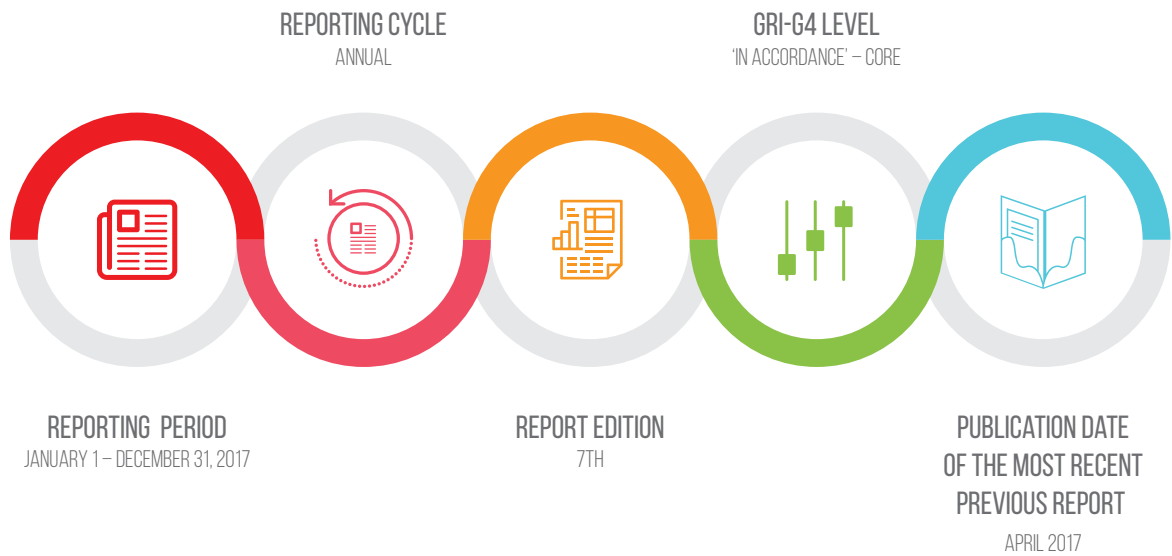 REPORTING CYCLE
ANNUAL
GRI-G4 LEVEL
‘IN ACCORDANCE’ – CORE
REPORTING PERIOD
JANUARY 1 – DECEMBER 31, 2017
REPORT EDITION
7TH
PUBLICATION DATE
OF THE MOST RECENT
PREVIOUS REPORT
APRIL 2017